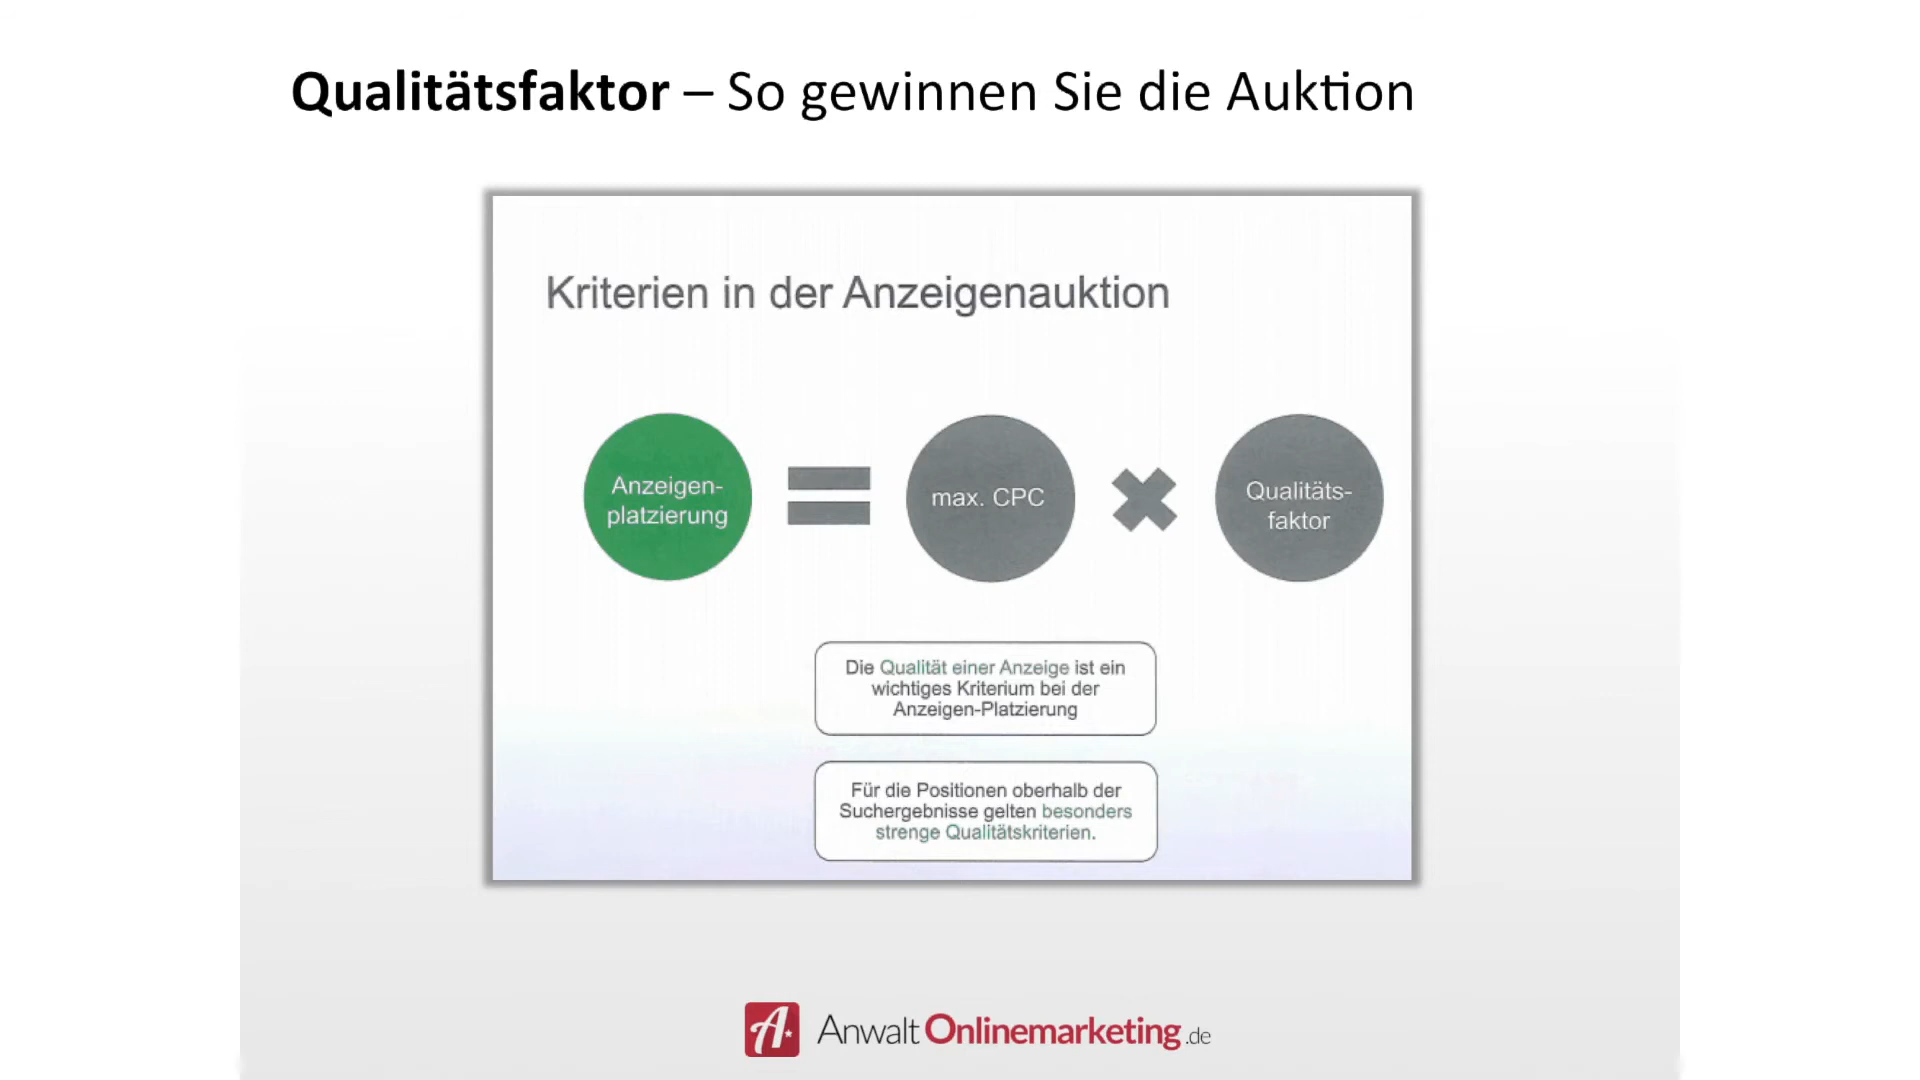 Qualitätsfaktor – So gewinnen Sie die Auktion
Kriterien in der Anzeigenauktion
Anzeigen-
platzierung
max. CPC
Qualitäts-
faktor
Die Qualität einer Anzeige ist ein
wichtiges Kriterium bei der
Anzeigen-Platzierung
Für die Positionen oberhalb der
Suchergebnisse gelten besonders
strenge Qualitätskriterien.
A Anwalt Onlinemarketing.de